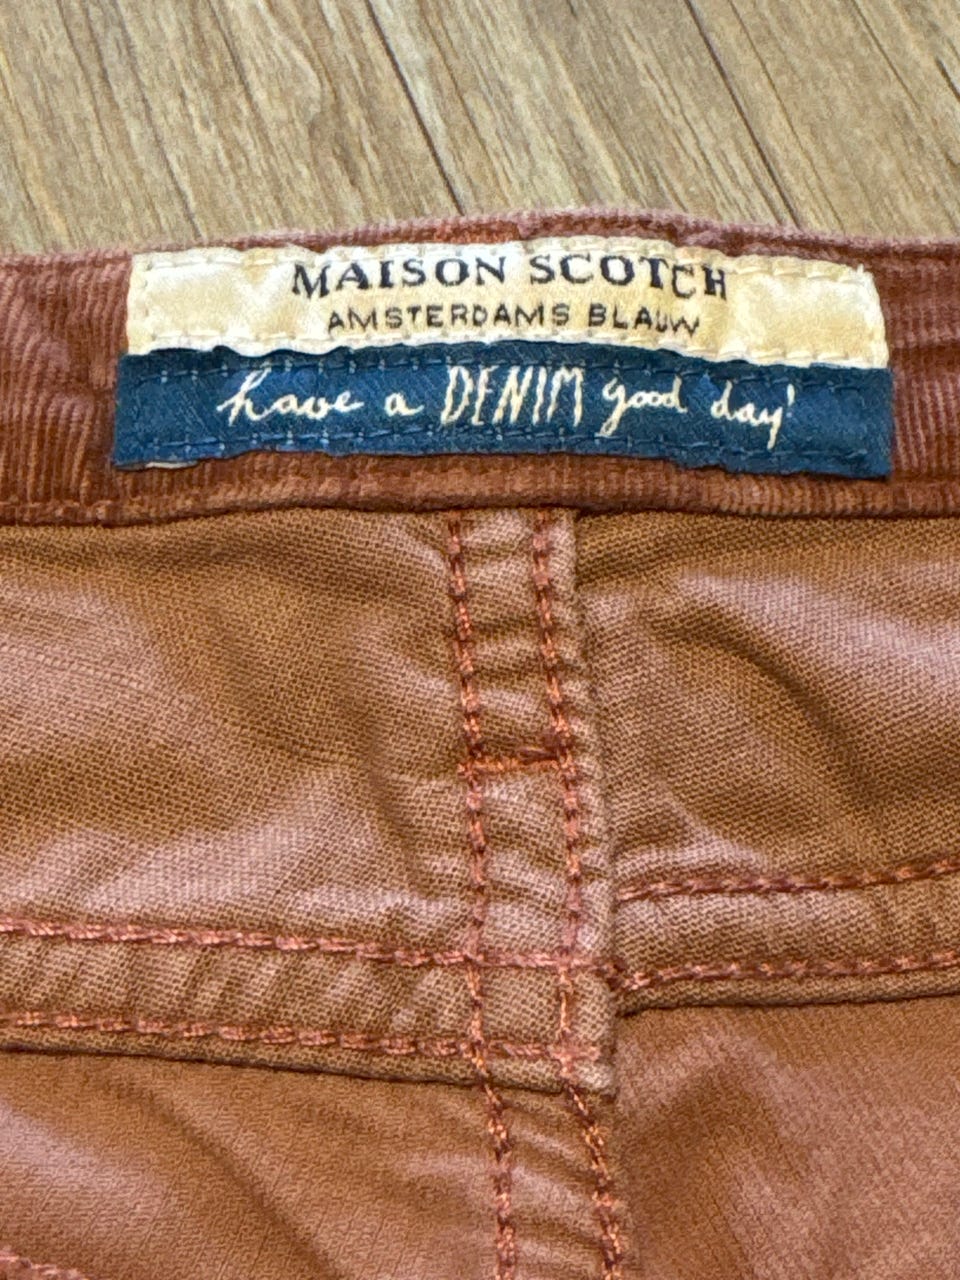 MAISON SCOTCH
AMSTERDAMS BLAUW
have a DENIM good day!